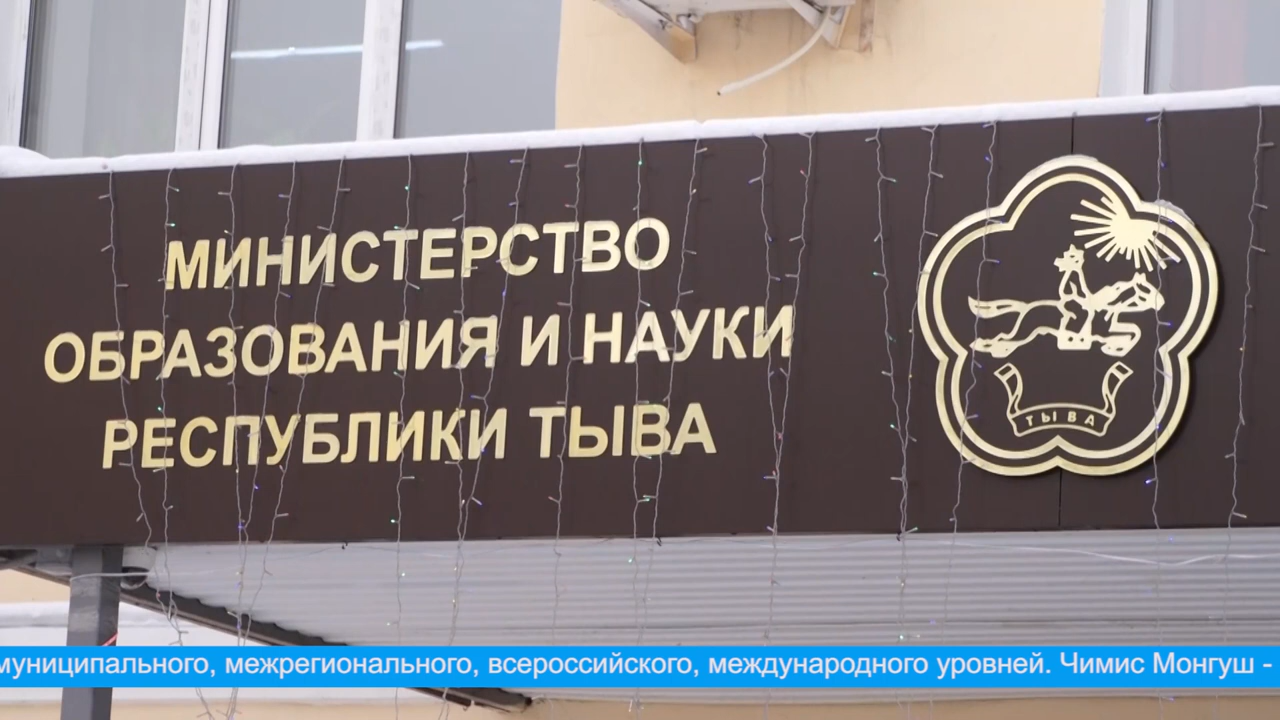 МИНИСТЕРСТВО
ОБРАЗОВАНИЯ И НАУКИ
РЕСПУБЛИКИ ТЫВА
ТЫВА
муниципального, межрегионального, всероссийского, международного уровней. Чимис Монгуш -